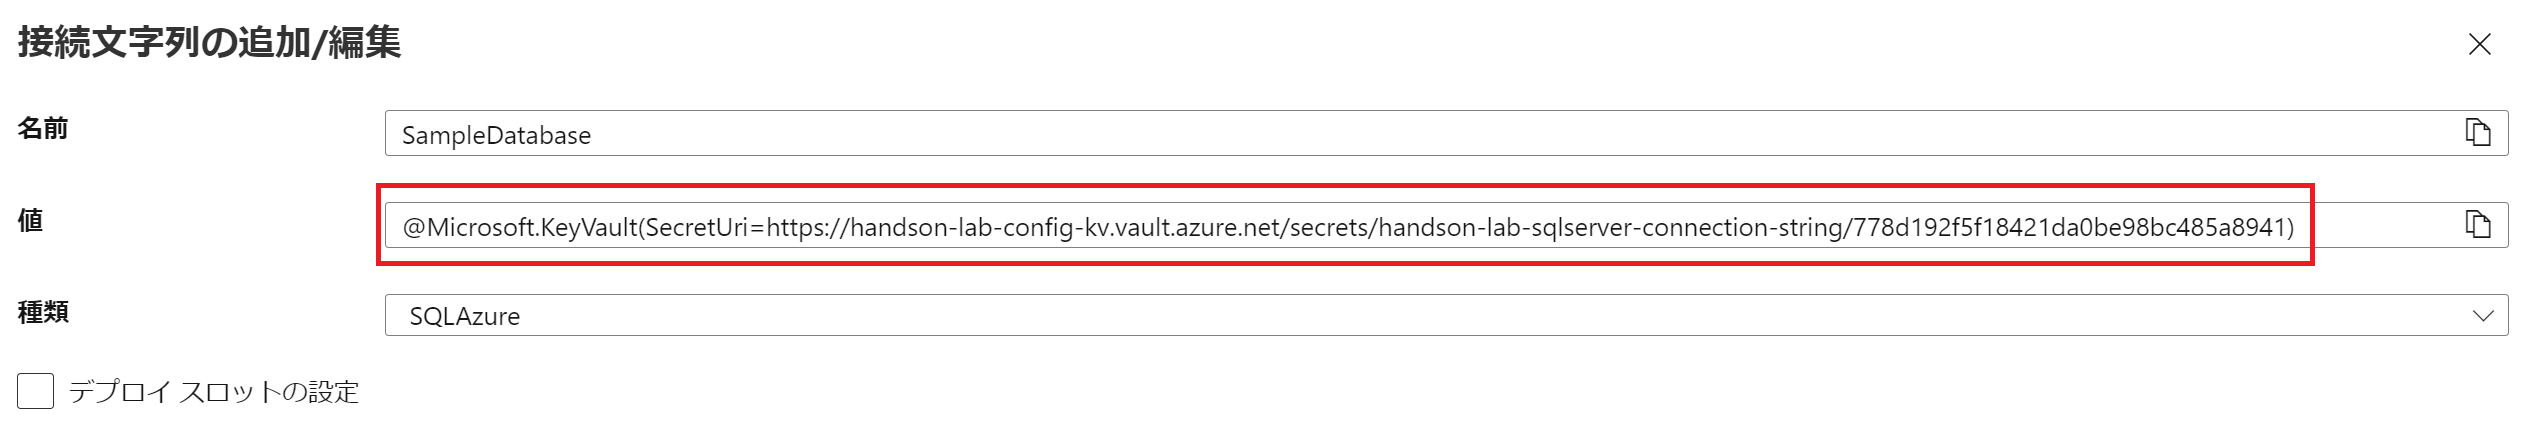 接続文字列の追加/編集
名前
SampleDatabase
値
@Microsoft.KeyVault(SecretUri=https://handson-lab-config-kv.vault.azure.net/secrets/handson-lab-sqlserver-connection-string/778d192f5f18421da0be98bc485a8941)
種類
SQLAzure
デプロイ スロットの設定